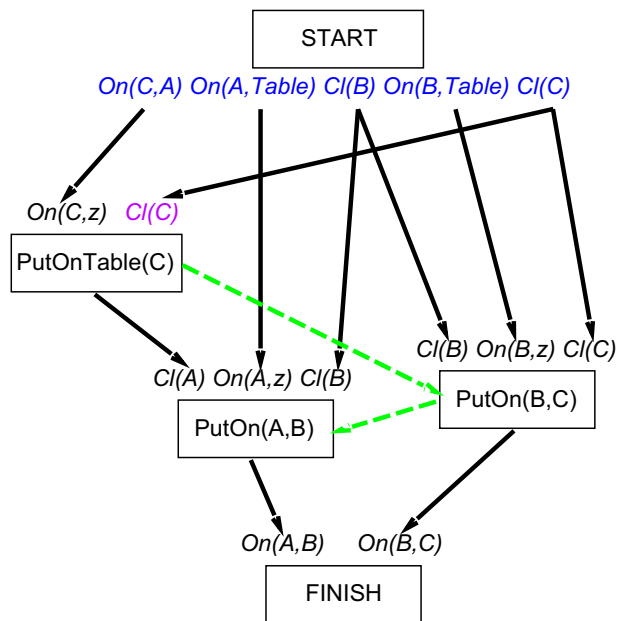 START
On(C,A) On(A,Table) Cl(B) On(B,Table) Cl(C)
On(C,z) Cl(C)
PutOnTable(C)
Cl(B) On(B,z) Cl(C)
Cl(A) On(A,z) Cl(B)
PutOn(B,C)
PutOn(A,B)
On(A,B) On(B,C)
FINISH